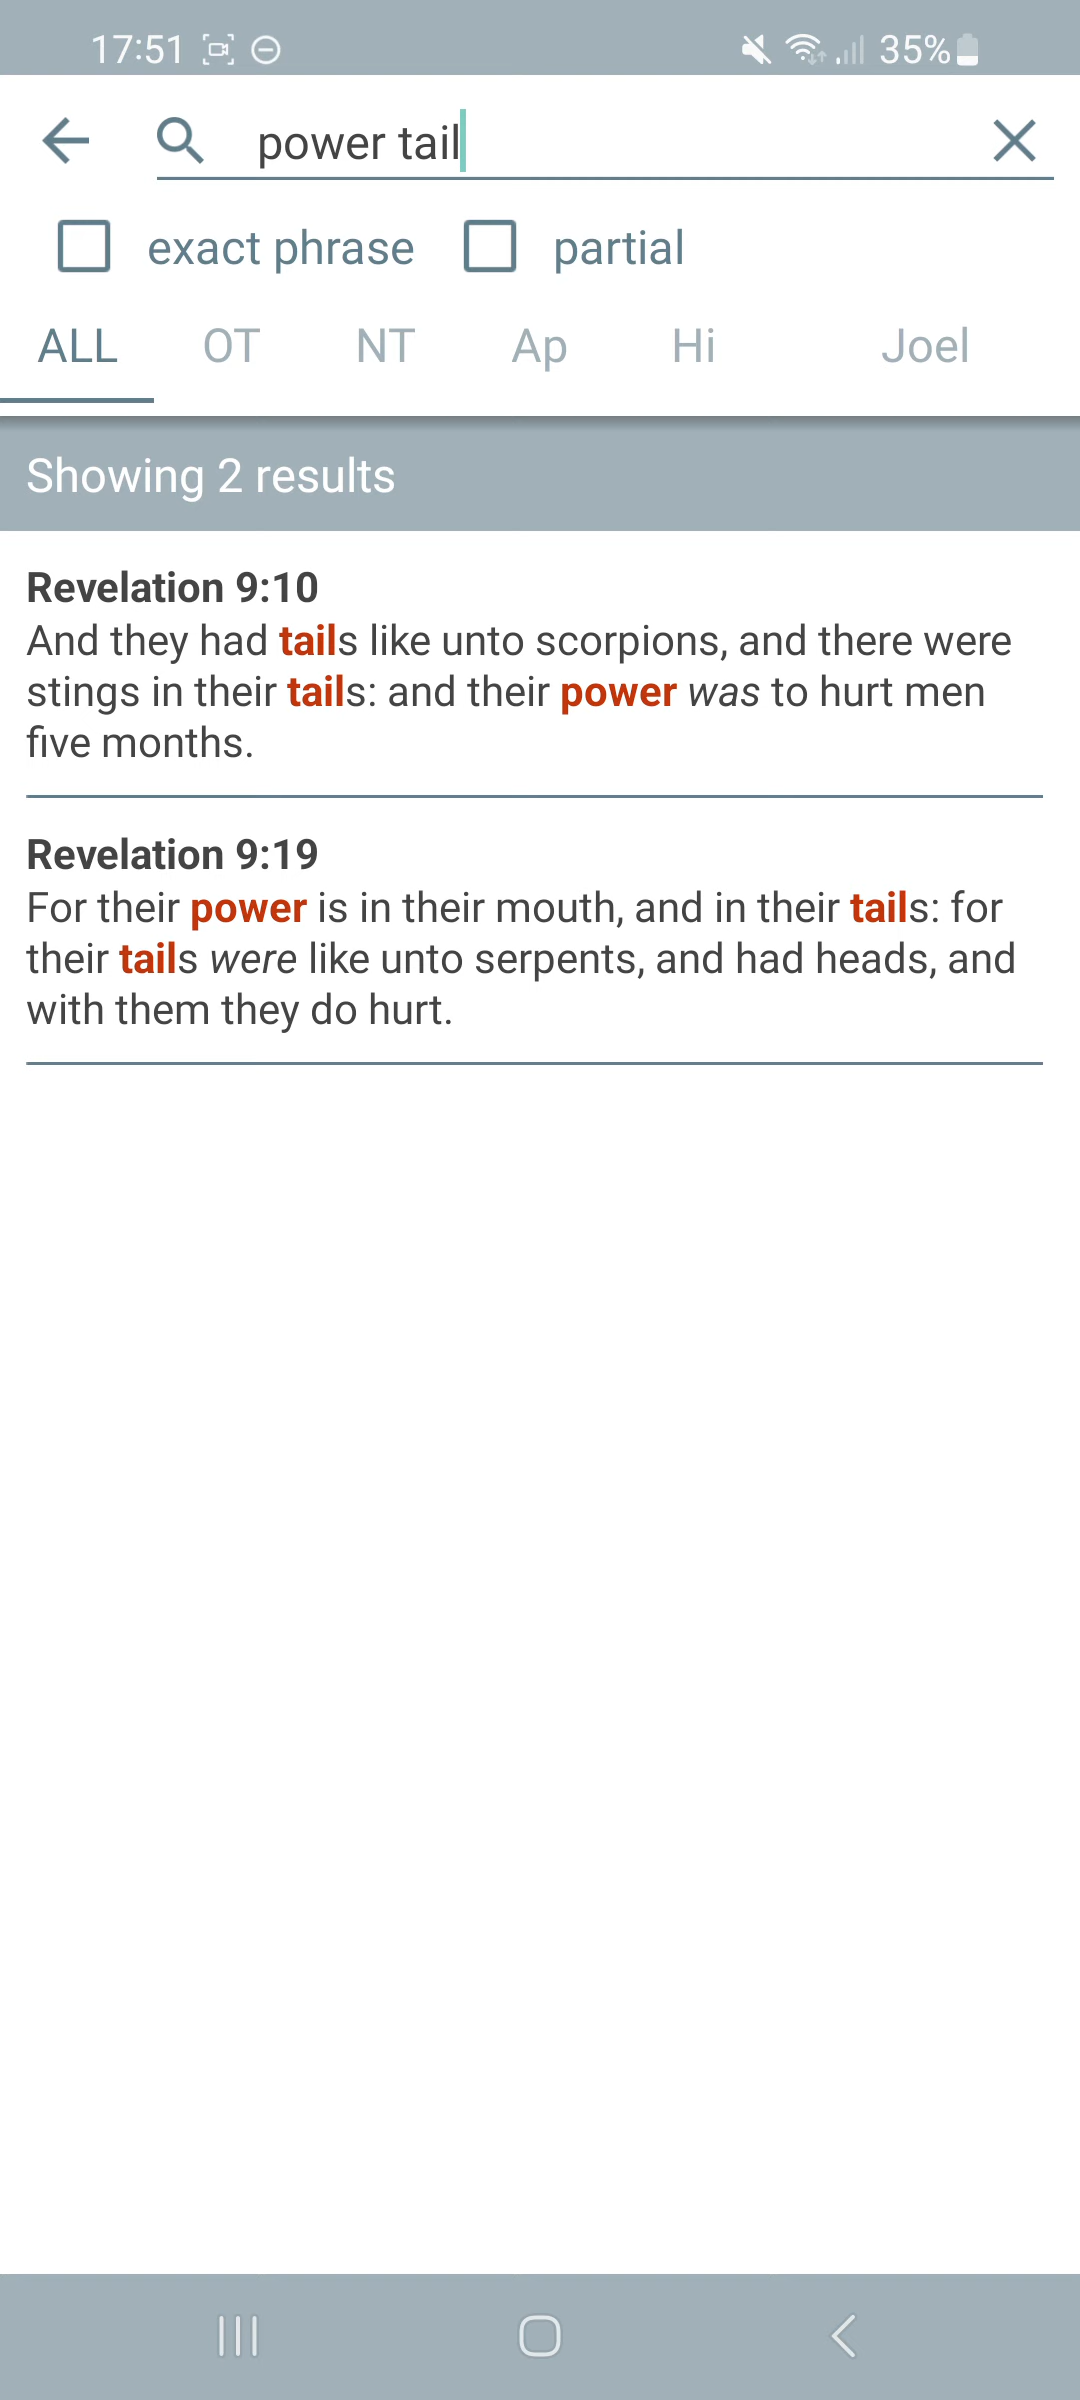 17:51
35%
power tail
exact phrase partial
ALL OT NT Ap Hi Joel
Showing 2 results
Revelation 9:10
And they had tails like unto scorpions, and there were
stings in their tails: and their power was to hurt men
five months.
Revelation 9:19
For their power is in their mouth, and in their tails: for
their tails were like unto serpents, and had heads, and
with them they do hurt.